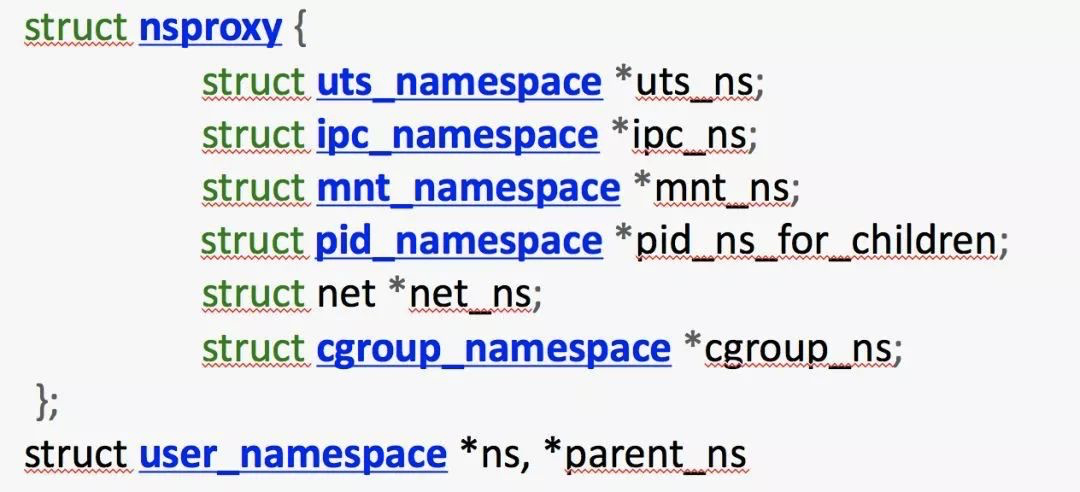 struct nsproxy {
struct uts_namespace *uts_ns;
struct ipc_namespace *ipc_ns;
struct mnt_namespace *mnt_ns;
struct pid_namespace *pid_ns_for_children;
struct net *net_ns;
struct cgroup_namespace *cgroup_ns;
};
struct user_namespace *ns, *parent_ns